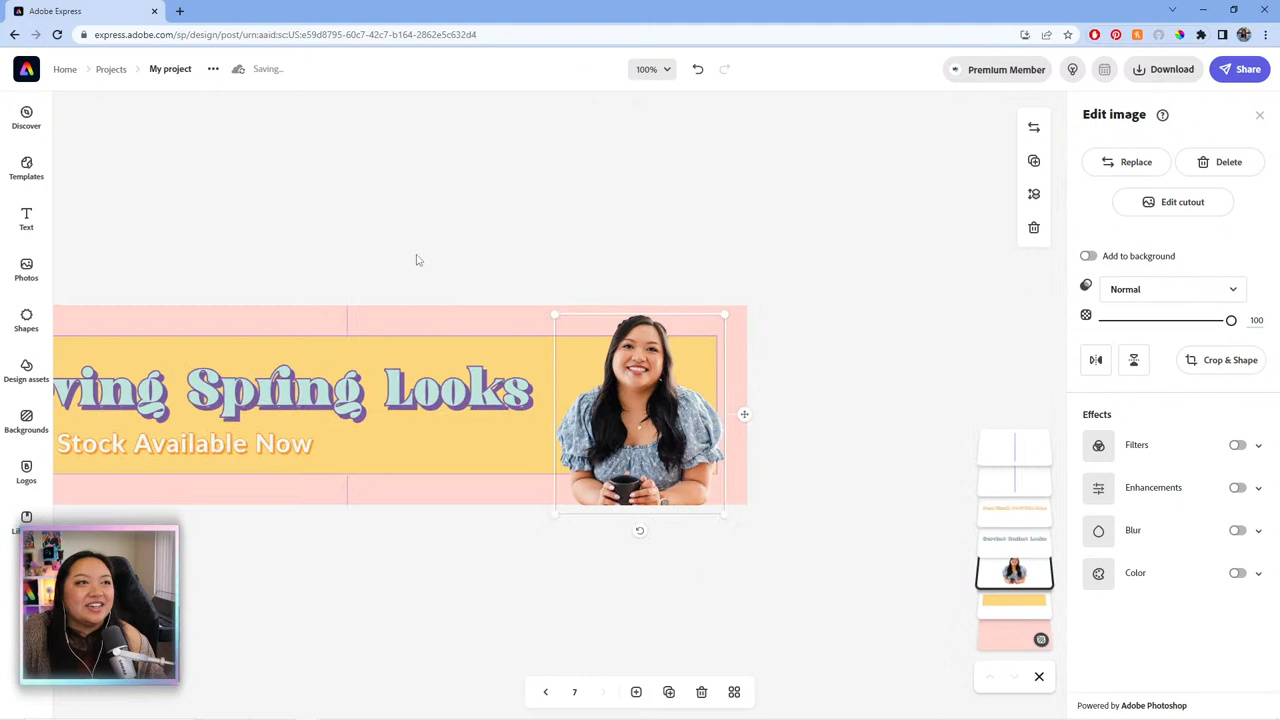 Adobe Express
express.adobe.com/sp/design/post/urn:aaid:sc:US:e59d8795-60c7-42c7-b164-2862e5c632d4
Home
Projects
My project
Saving...
100%
Premium Member
Download
Share
Discover
Templates
Text
Photos
Shapes
Design assets
Backgrounds
Logos
Edit image
Replace
Delete
Edit cutout
Add to background
Normal
100
Crop & Shape
Effects
Filters
Enhancements
Blur
Color
ving Spring Looks
Stock Available Now
7
Powered by Adobe Photoshop